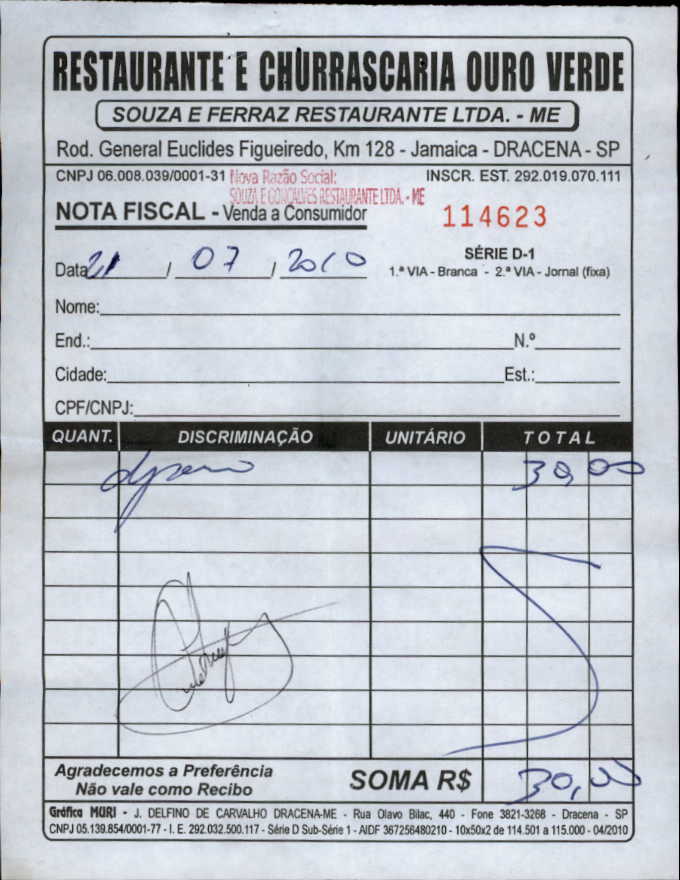 RESTAURANTE E CHURRASCARIA OURO VERDE
SOUZA E FERRAZ RESTAURANTE LTDA. - ME
Rod. General Euclides Figueiredo, Km 128 - Jamaica - DRACENA - SP
CNPJ 06.008.039/0001-31 Nova Razão Social: INSCR. EST. 292.019.070.111
SOUZA E GONÇALVES RESTAURANTE LTDA. - ME
NOTA FISCAL - Venda a Consumidor 114623
SÉRIE D-1
Data 21 / 07 / 2010 1.ª VIA - Branca - 2.ª VIA - Jornal (fixa)
Nome:
End.: N.º
Cidade: Est.:
CPF/CNPJ:
QUANT. DISCRIMINAÇÃO UNITÁRIO TOTAL
30,00
Agradecemos a Preferência
Não vale como Recibo
SOMA R$ 30,00
Gráfica MURI - J. DELFINO DE CARVALHO DRACENA-ME - Rua Olavo Bilac, 440 - Fone 3821-3268 - Dracena - SP
CNPJ 05.139.854/0001-77 - I. E. 292.032.500.117 - Série D Sub-Série 1 - AIDF 367256480210 - 10x50x2 de 114.501 a 115.000 - 04/2010